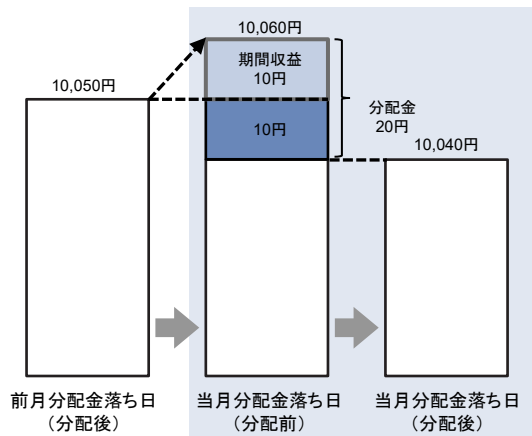 10,060円
期間収益
10円
10,050円
10円
分配金
20円
10,040円
前月分配金落ち日
（分配後）
当月分配金落ち日
（分配前）
当月分配金落ち日
（分配後）